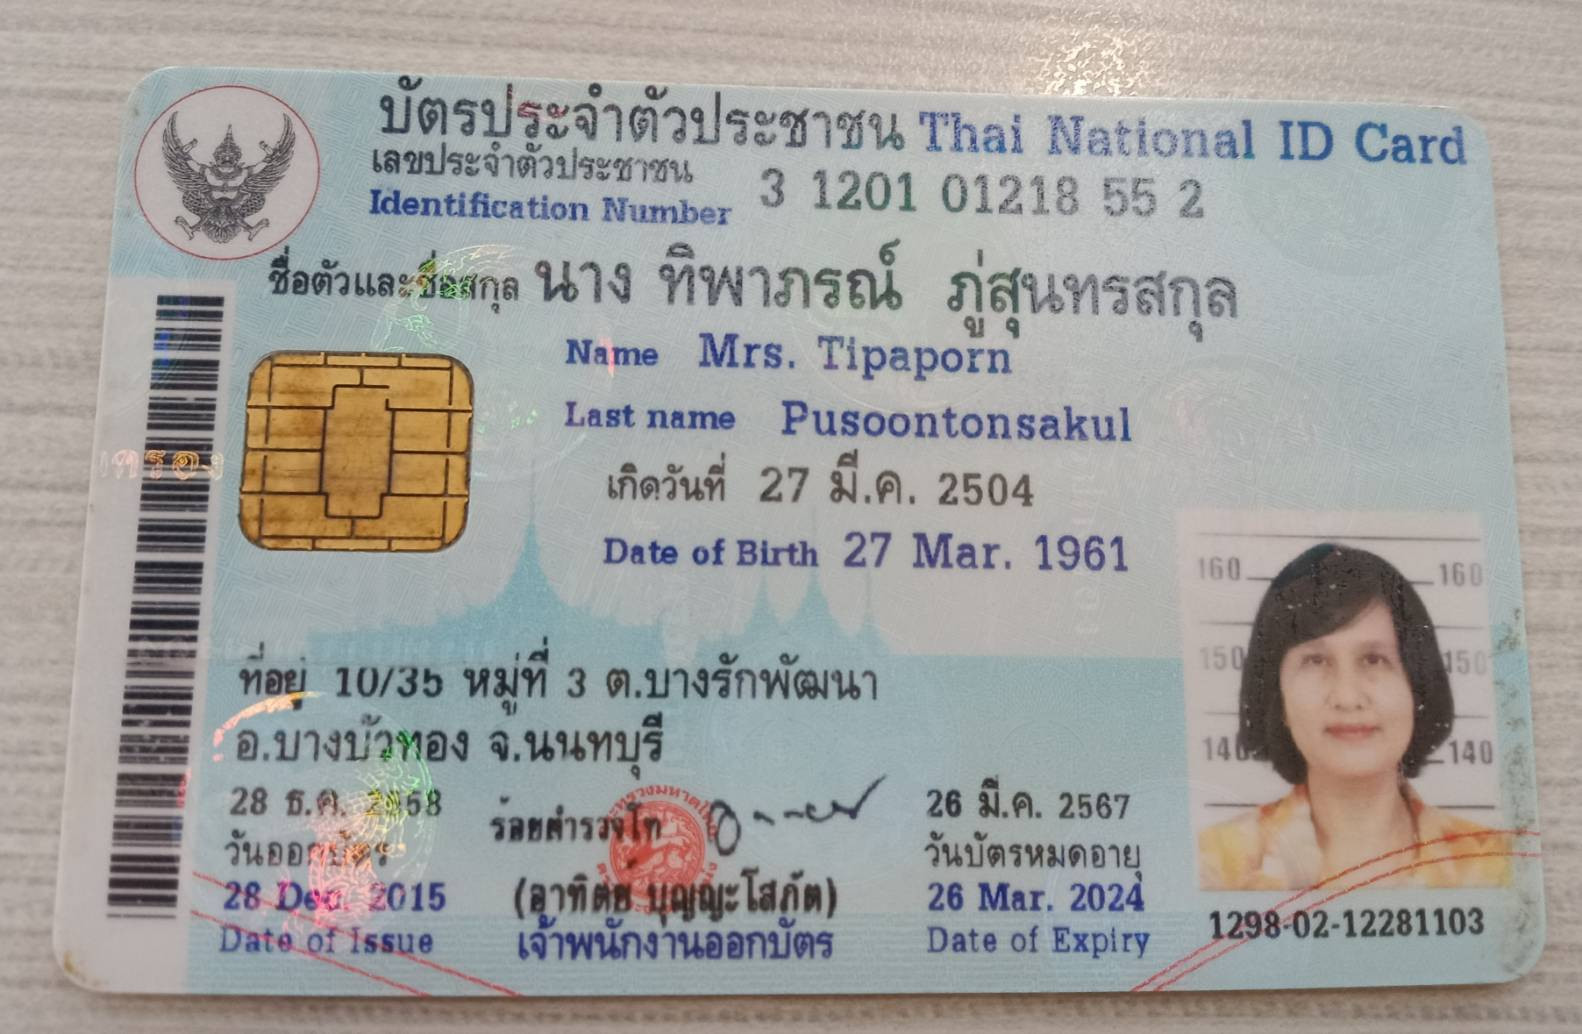 บัตรประจำตัวประชาชน Thai National ID Card
เลขประจำตัวประชาชน
Identification Number 3 1201 01218 55 2
ชื่อตัวและชื่อสกุล นาง ทิพาภรณ์ ภู่สุนทรสกุล
Name Mrs. Tipaporn
Last name Pusoontonsakul
เกิดวันที่ 27 มี.ค. 2504
Date of Birth 27 Mar. 1961
ที่อยู่ 10/35 หมู่ที่ 3 ต.บางรักพัฒนา
อ.บางบัวทอง จ.นนทบุรี
28 ธ.ค. 2558
วันออกบัตร
28 Dec. 2015
Date of Issue
ร้อยตำรวจโท
(อาทิตย์ บุญญะโสภัต)
เจ้าพนักงานออกบัตร
26 มี.ค. 2567
วันบัตรหมดอายุ
26 Mar. 2024
Date of Expiry
160 160
150 150
140 140
1298-02-12281103